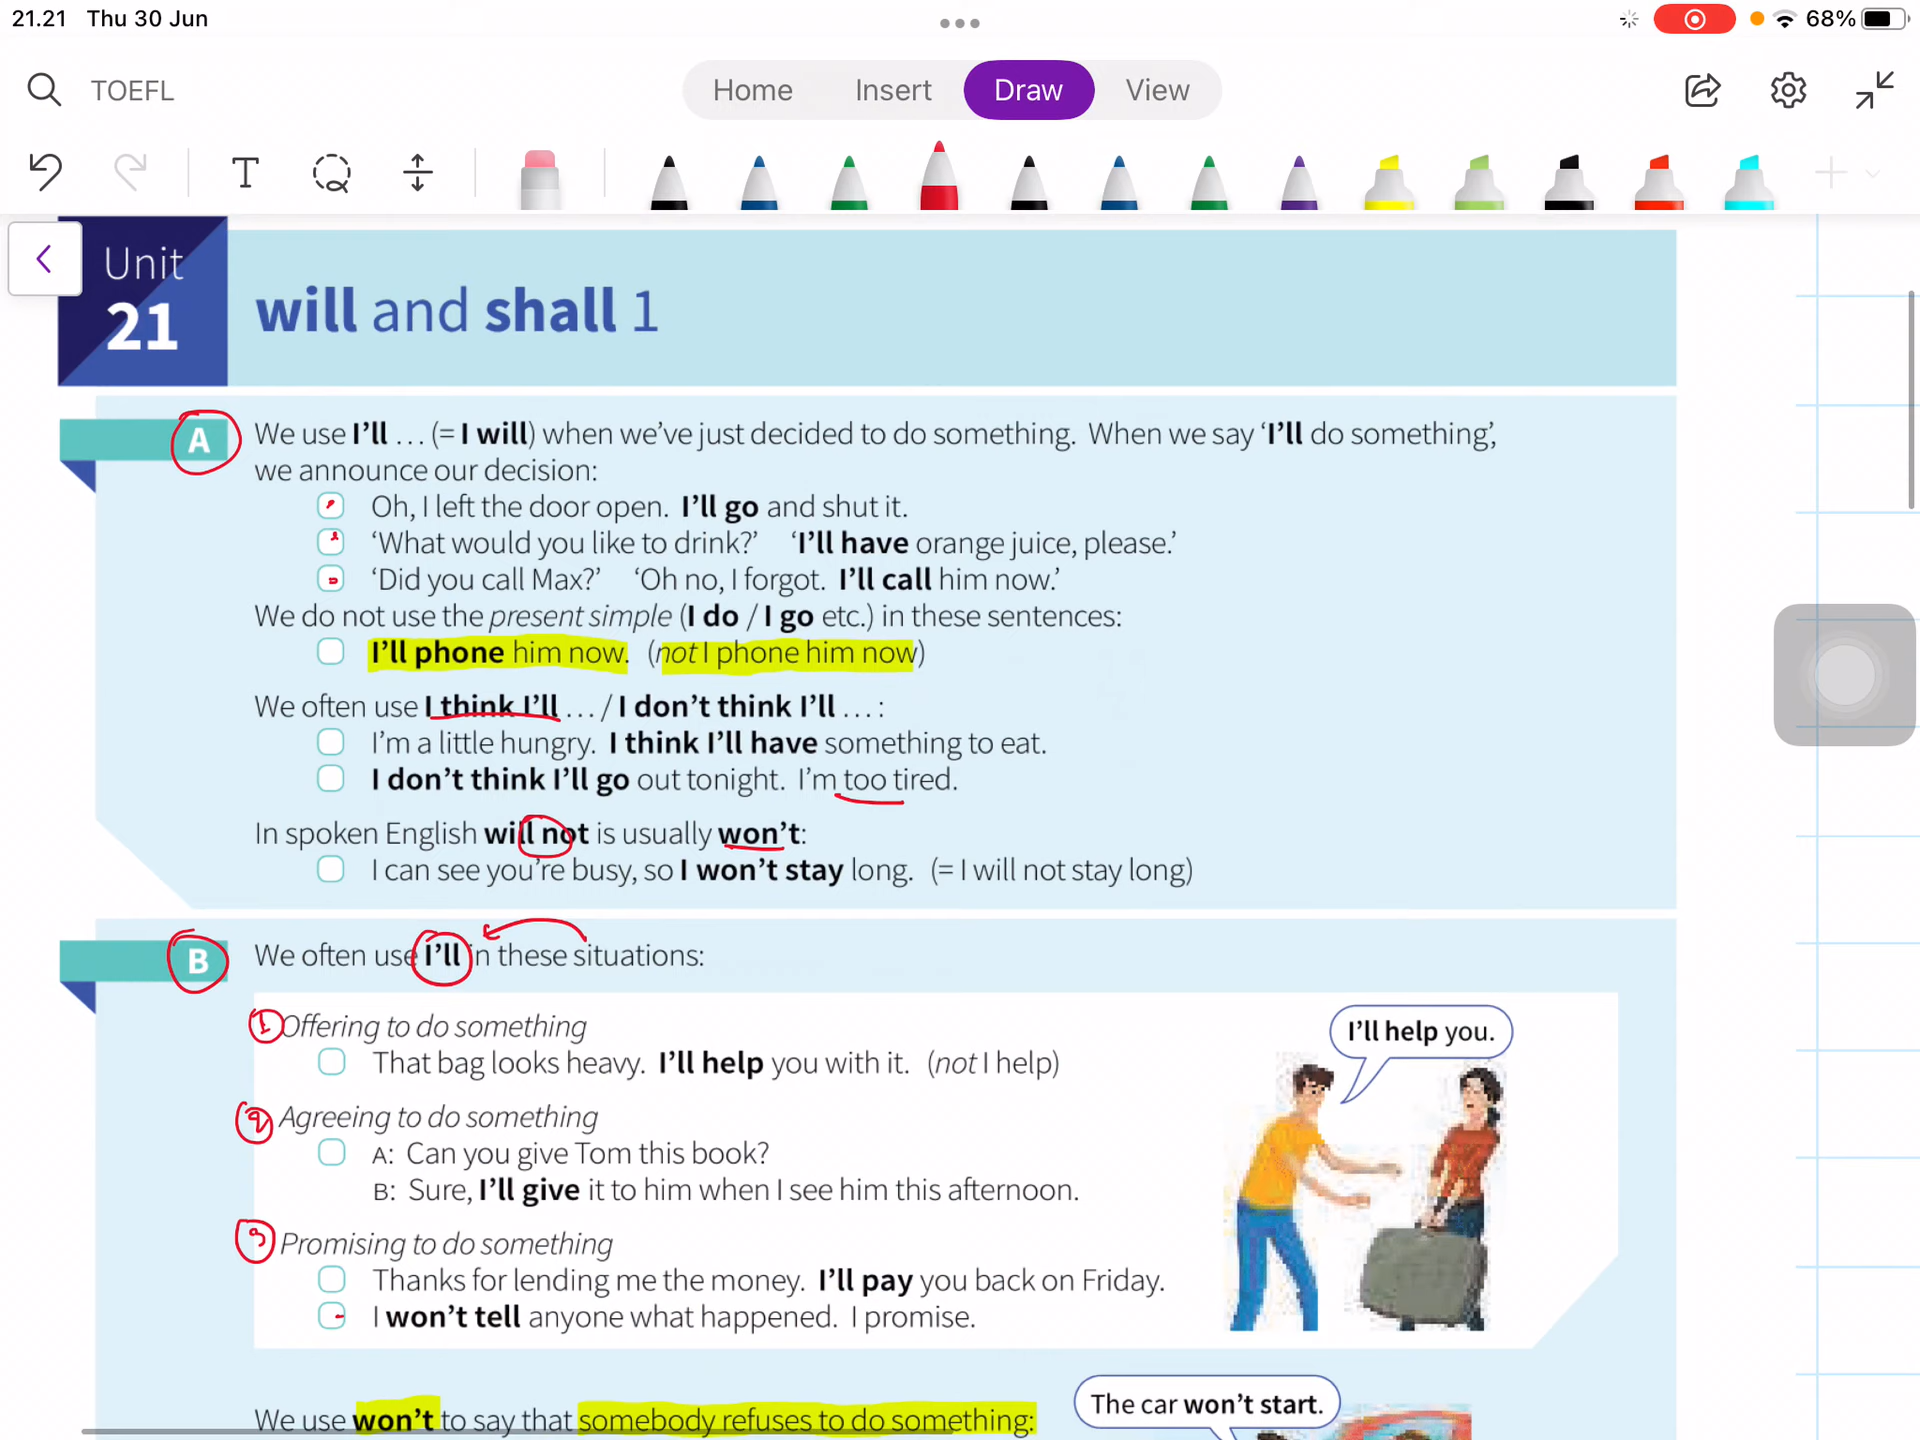 21.21 Thu 30 Jun
68%
TOEFL
Home Insert Draw View
T
Unit
21
will and shall 1
A
We use I'll … (= I will) when we've just decided to do something. When we say 'I'll do something',
we announce our decision:
Oh, I left the door open. I'll go and shut it.
'What would you like to drink?' 'I'll have orange juice, please.'
'Did you call Max?' 'Oh no, I forgot. I'll call him now.'
We do not use the present simple (I do / I go etc.) in these sentences:
I'll phone him now. (not I phone him now)
We often use I think I'll … / I don't think I'll … :
I'm a little hungry. I think I'll have something to eat.
I don't think I'll go out tonight. I'm too tired.
In spoken English will not is usually won't:
I can see you're busy, so I won't stay long. (= I will not stay long)
B
We often use I'll in these situations:
1 Offering to do something
That bag looks heavy. I'll help you with it. (not I help)
2 Agreeing to do something
A: Can you give Tom this book?
B: Sure, I'll give it to him when I see him this afternoon.
3 Promising to do something
Thanks for lending me the money. I'll pay you back on Friday.
I won't tell anyone what happened. I promise.
I'll help you.
We use won't to say that somebody refuses to do something:
The car won't start.